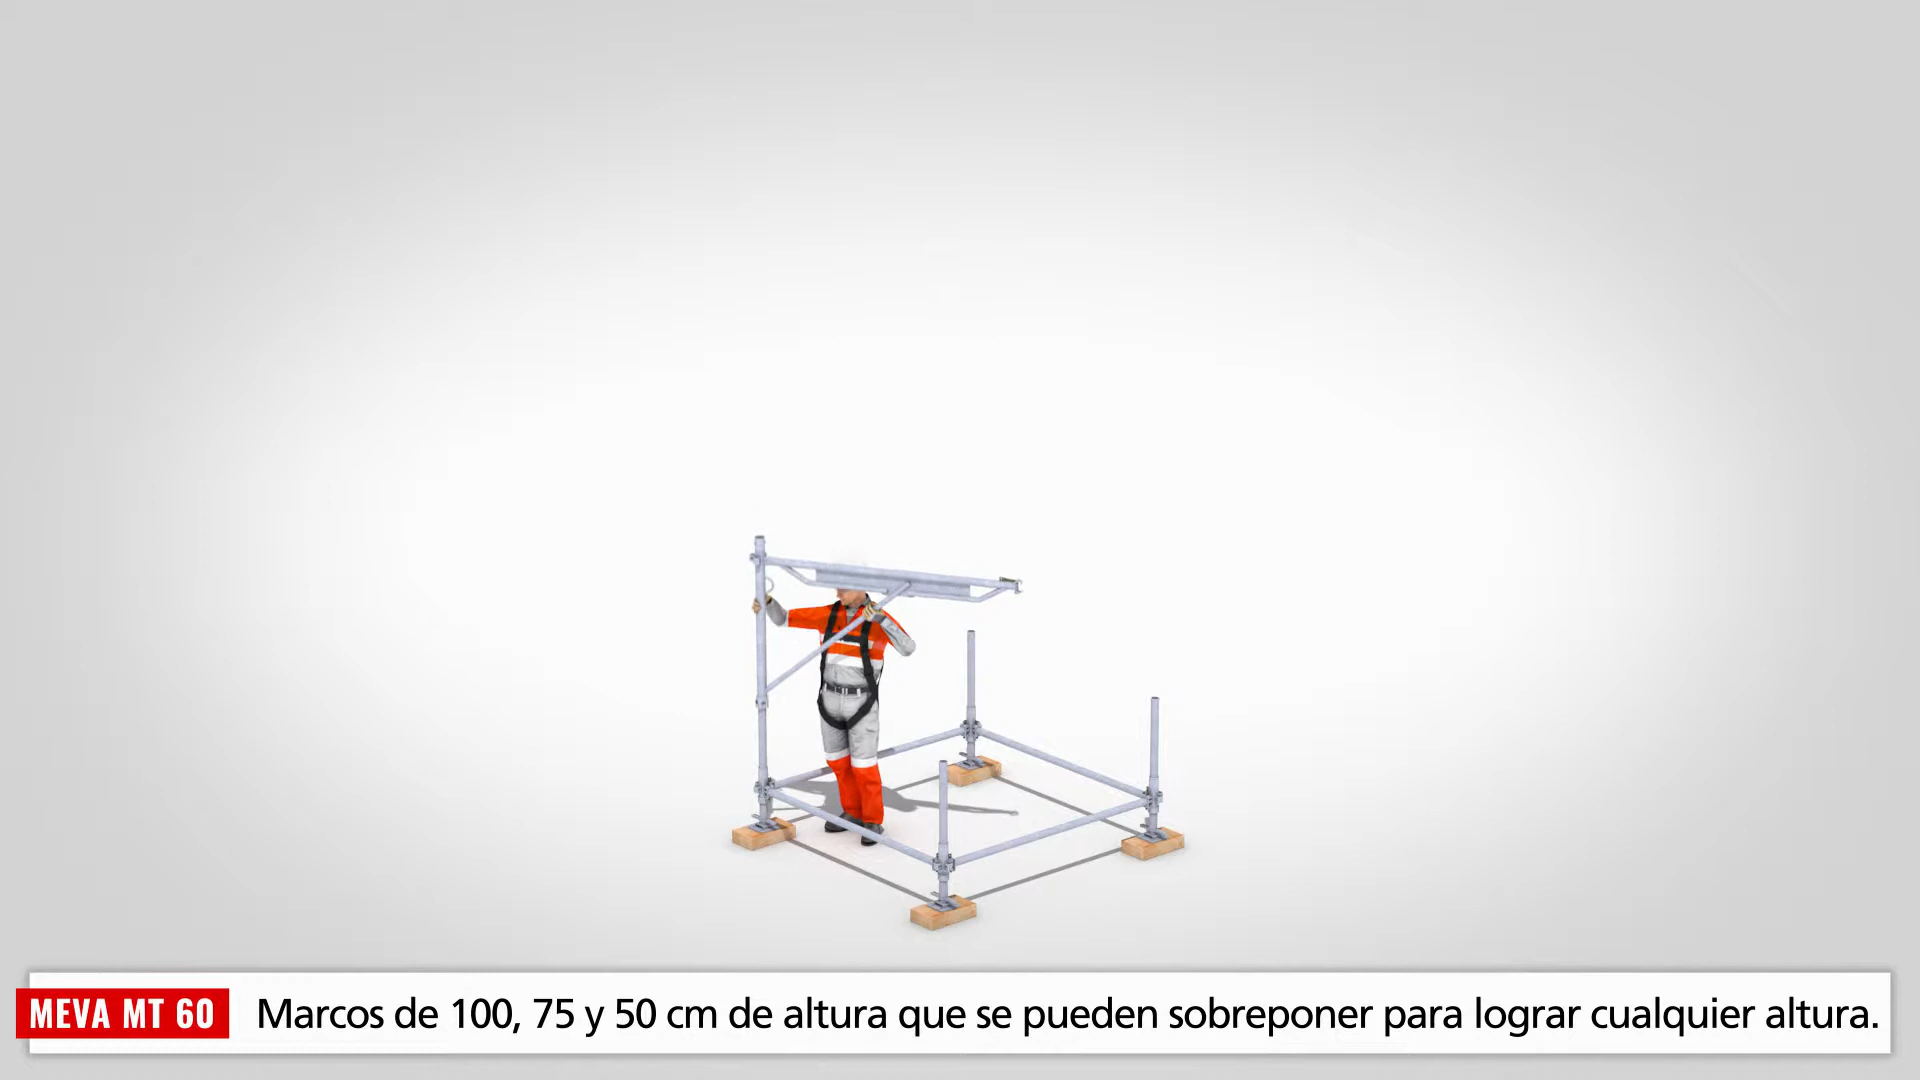 MEVA MT 60 Marcos de 100, 75 y 50 cm de altura que se pueden sobreponer para lograr cualquier altura.